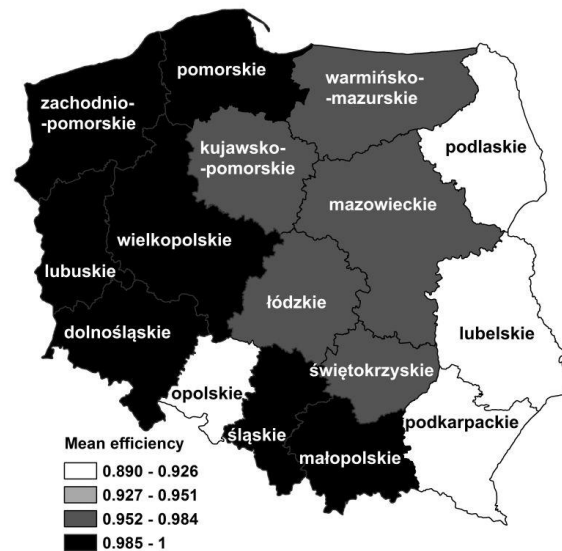 pomorskie
warmińsko-
-mazurskie
zachodnio-
-pomorskie
kujawsko-
-pomorskie
podlaskie
mazowieckie
wielkopolskie
lubuskie
łódzkie
dolnośląskie
lubelskie
świętokrzyskie
opolskie
podkarpackie
śląskie
małopolskie
Mean efficiency
0.890 - 0.926
0.927 - 0.951
0.952 - 0.984
0.985 - 1